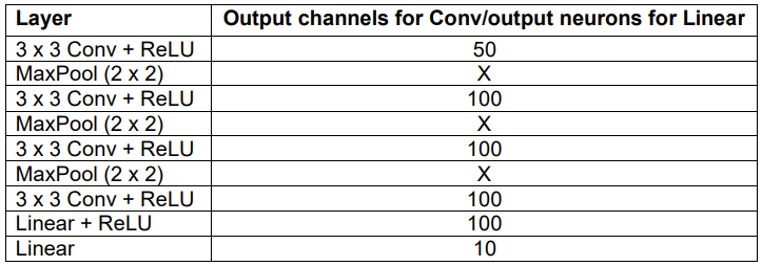 Layer Output channels for Conv/output neurons for Linear
3 x 3 Conv + ReLU 50
MaxPool (2 x 2) X
3 x 3 Conv + ReLU 100
MaxPool (2 x 2) X
3 x 3 Conv + ReLU 100
MaxPool (2 x 2) X
3 x 3 Conv + ReLU 100
Linear + ReLU 100
Linear 10